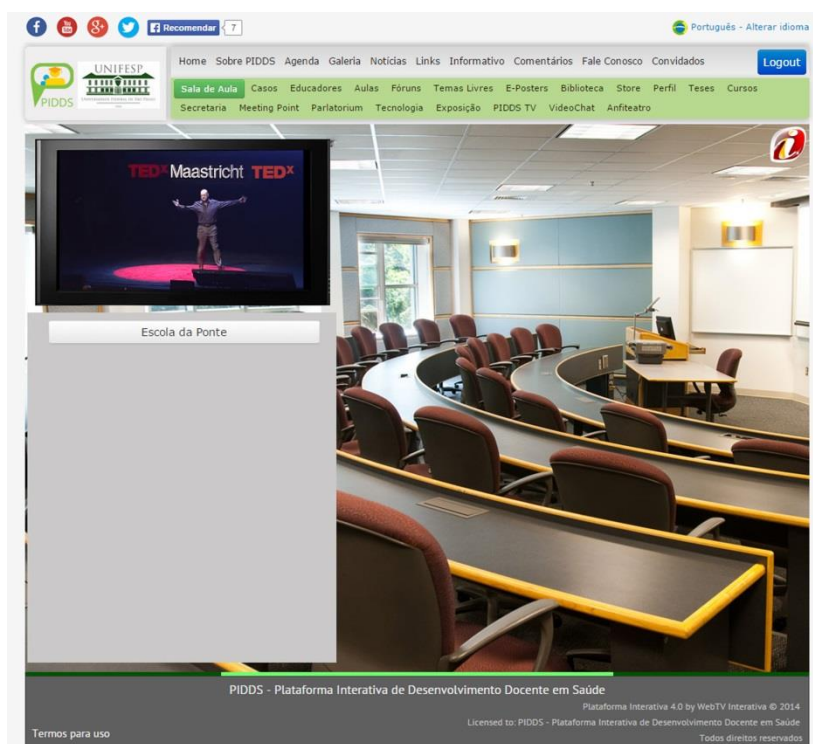 Recomendar 7
Português - Alterar idioma
PIDDS
UNIFESP
Home Sobre PIDDS Agenda Galeria Notícias Links Informativo Comentários Fale Conosco Convidados
Logout
Sala de Aula Casos Educadores Aulas Fóruns Temas Livres E-Posters Biblioteca Store Perfil Teses Cursos
Secretaria Meeting Point Parlatorium Tecnologia Exposição PIDDS TV VideoChat Anfiteatro
TEDx Maastricht TEDx
Escola da Ponte
PIDDS - Plataforma Interativa de Desenvolvimento Docente em Saúde
Plataforma Interativa 4.0 by WebTV Interativa © 2014
Licensed to: PIDDS - Plataforma Interativa de Desenvolvimento Docente em Saúde
Termos para uso
Todos direitos reservados